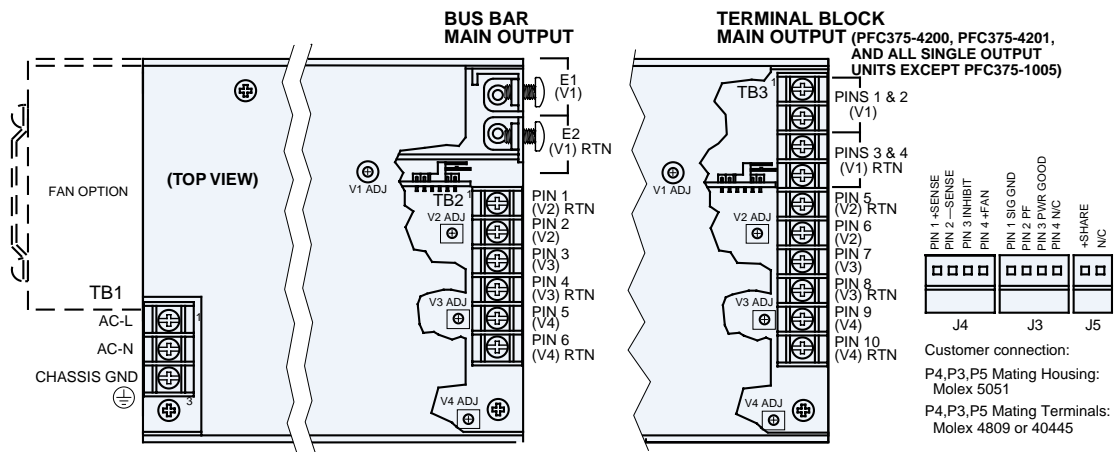 BUS BAR
MAIN OUTPUT
E1
(V1)
E2
(V1) RTN
FAN OPTION
(TOP VIEW)
V1 ADJ
TB2
1
V2 ADJ
V3 ADJ
V4 ADJ
PIN 1
(V2) RTN
PIN 2
(V2)
PIN 3
(V3)
PIN 4
(V3) RTN
PIN 5
(V4)
PIN 6
(V4) RTN
TB1
AC-L
1
AC-N
CHASSIS GND
3
TERMINAL BLOCK
MAIN OUTPUT (PFC375-4200, PFC375-4201,
AND ALL SINGLE OUTPUT
UNITS EXCEPT PFC375-1005)
TB3
1
PINS 1 & 2
(V1)
PINS 3 & 4
(V1) RTN
V1 ADJ
V2 ADJ
V3 ADJ
V4 ADJ
PIN 5
(V2) RTN
PIN 6
(V2)
PIN 7
(V3)
PIN 8
(V3) RTN
PIN 9
(V4)
PIN 10
(V4) RTN
PIN 1 +SENSE
PIN 2 —SENSE
PIN 3 INHIBIT
PIN 4 +FAN
PIN 1 SIG GND
PIN 2 PF
PIN 3 PWR GOOD
PIN 4 N/C
+SHARE
N/C
J4
J3
J5
Customer connection:
P4,P3,P5 Mating Housing:
Molex 5051
P4,P3,P5 Mating Terminals:
Molex 4809 or 40445